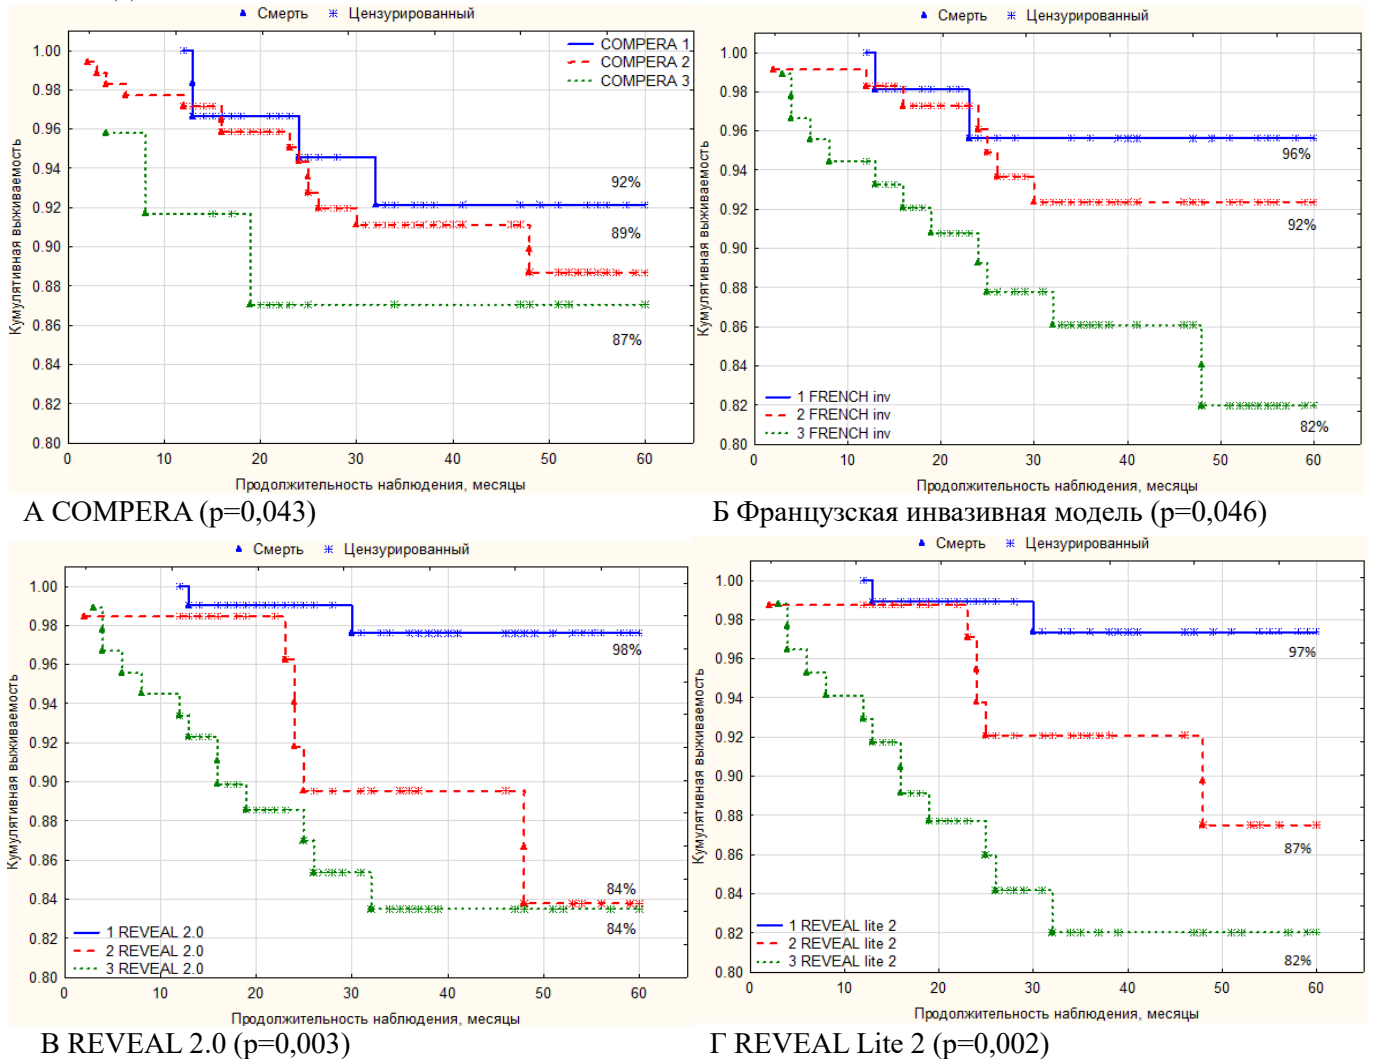 Смерть Цензурированный
COMPERA 1
COMPERA 2
COMPERA 3
1.00
0.98
0.96
0.94
0.92
0.90
0.88
0.86
0.84
0.82
0.80
Кумулятивная выживаемость
92%
89%
87%
0 10 20 30 40 50 60
Продолжительность наблюдения, месяцы
А COMPERA (p=0,043)
Смерть Цензурированный
1.00
0.98
0.96
0.94
0.92
0.90
0.88
0.86
0.84
0.82
0.80
Кумулятивная выживаемость
96%
92%
82%
1 FRENCH inv
2 FRENCH inv
3 FRENCH inv
0 10 20 30 40 50 60
Продолжительность наблюдения, месяцы
Б Французская инвазивная модель (p=0,046)
Смерть Цензурированный
1.00
0.98
0.96
0.94
0.92
0.90
0.88
0.86
0.84
0.82
0.80
Кумулятивная выживаемость
98%
84%
84%
1 REVEAL 2.0
2 REVEAL 2.0
3 REVEAL 2.0
0 10 20 30 40 50 60
Продолжительность наблюдения, месяцы
В REVEAL 2.0 (p=0,003)
Смерть Цензурированный
1.00
0.98
0.96
0.94
0.92
0.90
0.88
0.86
0.84
0.82
0.80
Кумулятивная выживаемость
97%
87%
82%
1 REVEAL lite 2
2 REVEAL lite 2
3 REVEAL lite 2
0 10 20 30 40 50 60
Продолжительность наблюдения, месяцы
Г REVEAL Lite 2 (p=0,002)